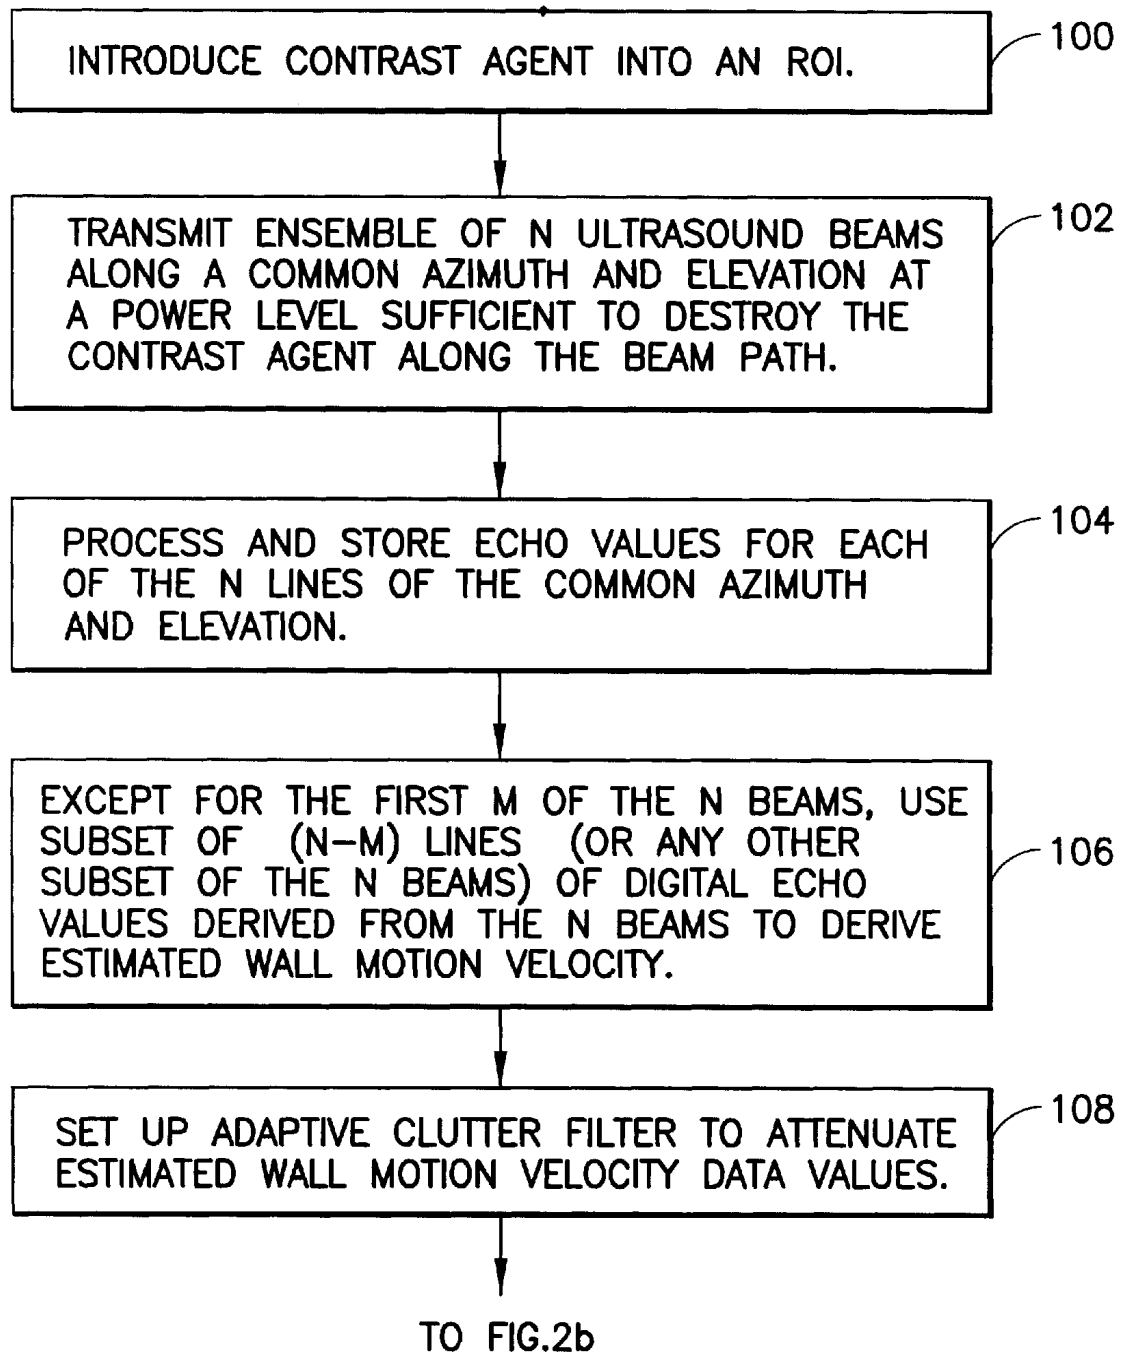 INTRODUCE CONTRAST AGENT INTO AN ROI.
100
TRANSMIT ENSEMBLE OF N ULTRASOUND BEAMS
ALONG A COMMON AZIMUTH AND ELEVATION AT
A POWER LEVEL SUFFICIENT TO DESTROY THE
CONTRAST AGENT ALONG THE BEAM PATH.
102
PROCESS AND STORE ECHO VALUES FOR EACH
OF THE N LINES OF THE COMMON AZIMUTH
AND ELEVATION.
104
EXCEPT FOR THE FIRST M OF THE N BEAMS, USE
SUBSET OF (N-M) LINES (OR ANY OTHER
SUBSET OF THE N BEAMS) OF DIGITAL ECHO
VALUES DERIVED FROM THE N BEAMS TO DERIVE
ESTIMATED WALL MOTION VELOCITY.
106
SET UP ADAPTIVE CLUTTER FILTER TO ATTENUATE
ESTIMATED WALL MOTION VELOCITY DATA VALUES.
108
TO FIG.2b